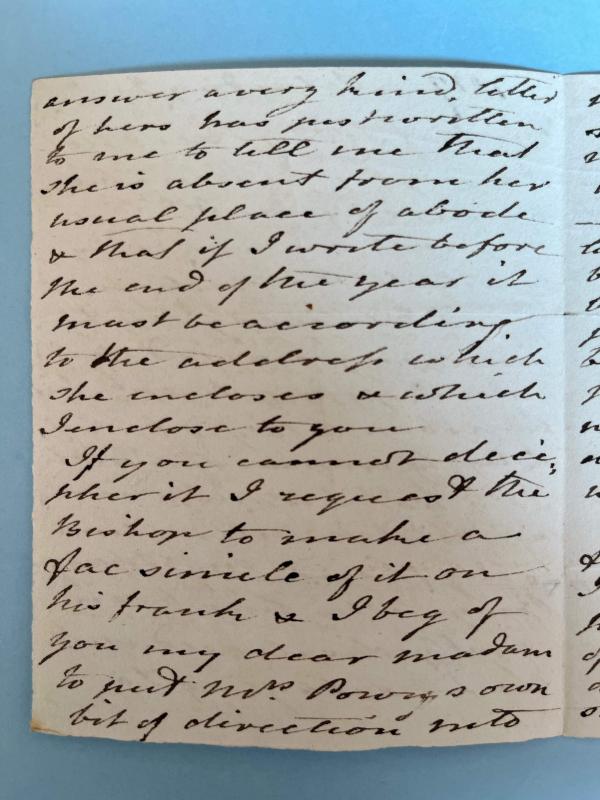 answer a very kind, letter
of hers has just written
to me to tell me that
she is absent from her
usual place of abode
& that if I write before
the end of the year it
must be according
to the addreſs which
she incloses & which
I enclose to you
If you cannot deci-
pher it I request the
Bishop to make a
fac simile of it on
his frank & I beg of
you my dear madam
to put Mrs Powys own
bit of direction into